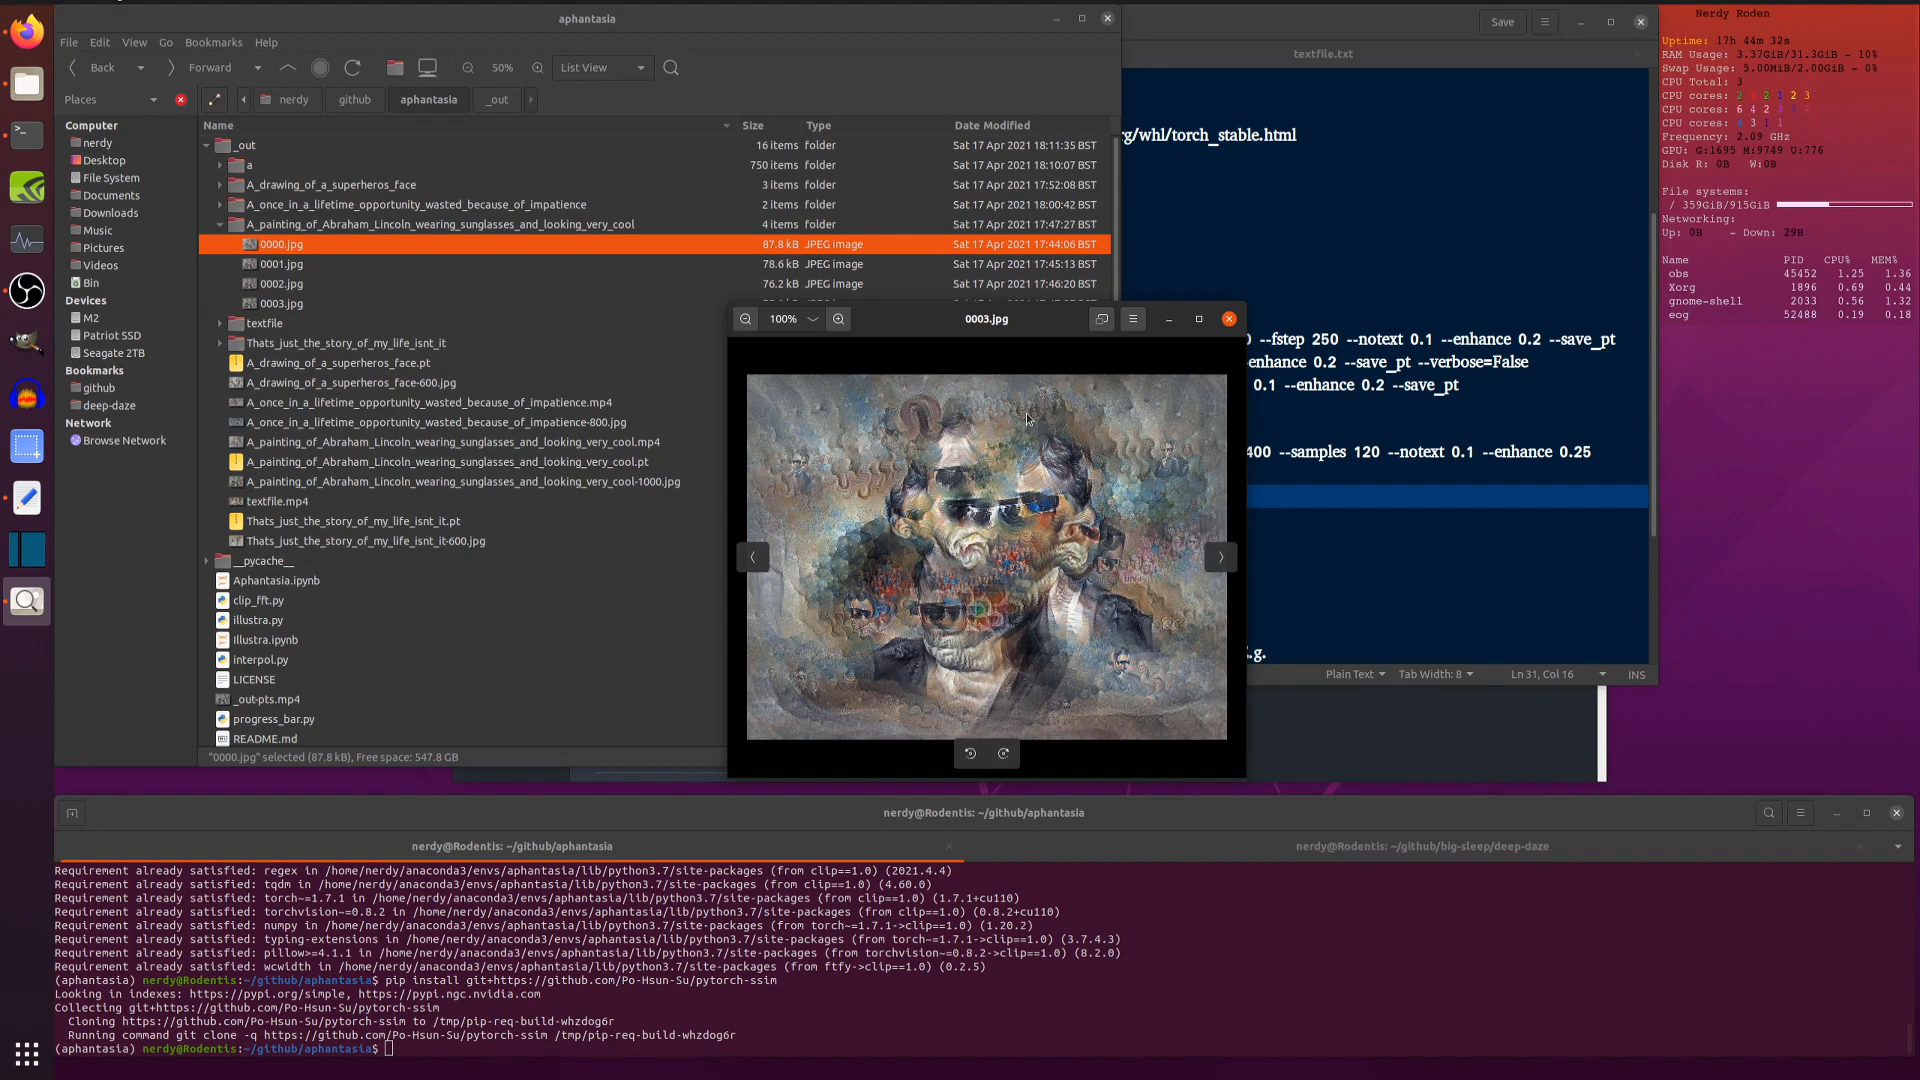 aphantasia
File Edit View Go Bookmarks Help
Back Forward 50% List View
Places nerdy github aphantasia _out
Computer
nerdy
Desktop
File System
Documents
Downloads
Music
Pictures
Videos
Bin
Devices
M2
Patriot SSD
Seagate 2TB
Bookmarks
github
deep-daze
Network
Browse Network
Name Size Type Date Modified
_out 16 items folder Sat 17 Apr 2021 18:11:35 BST
a 750 items folder Sat 17 Apr 2021 18:10:07 BST
A_drawing_of_a_superheros_face 3 items folder Sat 17 Apr 2021 17:52:08 BST
A_once_in_a_lifetime_opportunity_wasted_because_of_impatience 2 items folder Sat 17 Apr 2021 18:00:42 BST
A_painting_of_Abraham_Lincoln_wearing_sunglasses_and_looking_very_cool 4 items folder Sat 17 Apr 2021 17:47:27 BST
0000.jpg 87.8 kB JPEG image Sat 17 Apr 2021 17:44:06 BST
0001.jpg 78.6 kB JPEG image Sat 17 Apr 2021 17:45:13 BST
0002.jpg 76.2 kB JPEG image Sat 17 Apr 2021 17:46:20 BST
0003.jpg
textfile
Thats_just_the_story_of_my_life_isnt_it
A_drawing_of_a_superheros_face.pt
A_drawing_of_a_superheros_face-600.jpg
A_once_in_a_lifetime_opportunity_wasted_because_of_impatience.mp4
A_once_in_a_lifetime_opportunity_wasted_because_of_impatience-800.jpg
A_painting_of_Abraham_Lincoln_wearing_sunglasses_and_looking_very_cool.mp4
A_painting_of_Abraham_Lincoln_wearing_sunglasses_and_looking_very_cool.pt
A_painting_of_Abraham_Lincoln_wearing_sunglasses_and_looking_very_cool-1000.jpg
textfile.mp4
Thats_just_the_story_of_my_life_isnt_it.pt
Thats_just_the_story_of_my_life_isnt_it-600.jpg
__pycache__
Aphantasia.ipynb
clip_fft.py
illustra.py
Illustra.ipynb
interpol.py
LICENSE
_out-pts.mp4
progress_bar.py
README.md
"0000.jpg" selected (87.8 kB), Free space: 547.8 GB
100% 0003.jpg
Save
textfile.txt
rg/whl/torch_stable.html
0 --fstep 250 --notext 0.1 --enhance 0.2 --save_pt
enhance 0.2 --save_pt --verbose=False
0.1 --enhance 0.2 --save_pt
400 --samples 120 --notext 0.1 --enhance 0.25
.g.
Plain Text Tab Width: 8 Ln 31, Col 16 INS
Nerdy Roden
Uptime: 17h 44m 32s
RAM Usage: 3.37GiB/31.3GiB - 10%
Swap Usage: 5.00MiB/2.00GiB - 0%
CPU Total: 3
CPU cores: 2 3 2 1 2 3
CPU cores: 6 4 2 3 3 2
CPU cores: 3 1 1
Frequency: 2.09 GHz
GPU: G:1695 M:9749 U:776
Disk R: 0B W:0B
File systems:
/ 359GiB/915GiB
Networking:
Up: 0B - Down: 29B
Name PID CPU% MEM%
obs 45452 1.25 1.36
Xorg 1896 0.69 0.44
gnome-shell 2033 0.56 1.32
eog 52488 0.19 0.18
nerdy@Rodentis: ~/github/aphantasia
nerdy@Rodentis: ~/github/aphantasia nerdy@Rodentis: ~/github/big-sleep/deep-daze
Requirement already satisfied: regex in /home/nerdy/anaconda3/envs/aphantasia/lib/python3.7/site-packages (from clip==1.0) (2021.4.4)
Requirement already satisfied: tqdm in /home/nerdy/anaconda3/envs/aphantasia/lib/python3.7/site-packages (from clip==1.0) (4.60.0)
Requirement already satisfied: torch~=1.7.1 in /home/nerdy/anaconda3/envs/aphantasia/lib/python3.7/site-packages (from clip==1.0) (1.7.1+cu110)
Requirement already satisfied: torchvision~=0.8.2 in /home/nerdy/anaconda3/envs/aphantasia/lib/python3.7/site-packages (from clip==1.0) (0.8.2+cu110)
Requirement already satisfied: numpy in /home/nerdy/anaconda3/envs/aphantasia/lib/python3.7/site-packages (from torch~=1.7.1->clip==1.0) (1.20.2)
Requirement already satisfied: typing-extensions in /home/nerdy/anaconda3/envs/aphantasia/lib/python3.7/site-packages (from torch~=1.7.1->clip==1.0) (3.7.4.3)
Requirement already satisfied: pillow>=4.1.1 in /home/nerdy/anaconda3/envs/aphantasia/lib/python3.7/site-packages (from torchvision~=0.8.2->clip==1.0) (8.2.0)
Requirement already satisfied: wcwidth in /home/nerdy/anaconda3/envs/aphantasia/lib/python3.7/site-packages (from ftfy->clip==1.0) (0.2.5)
(aphantasia) nerdy@Rodentis:~/github/aphantasia$ pip install git+https://github.com/Po-Hsun-Su/pytorch-ssim
Looking in indexes: https://pypi.org/simple, https://pypi.ngc.nvidia.com
Collecting git+https://github.com/Po-Hsun-Su/pytorch-ssim
Cloning https://github.com/Po-Hsun-Su/pytorch-ssim to /tmp/pip-req-build-whzdog6r
Running command git clone -q https://github.com/Po-Hsun-Su/pytorch-ssim /tmp/pip-req-build-whzdog6r
(aphantasia) nerdy@Rodentis:~/github/aphantasia$